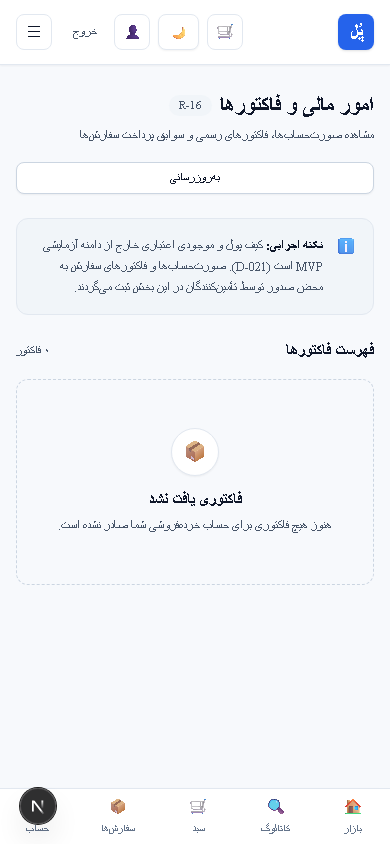 پُل
خروج
امور مالی و فاکتورها R-16
مشاهده صورت‌حساب‌ها، فاکتورهای رسمی و سوابق پرداخت سفارش‌ها
به‌روزرسانی
نکته اجرایی: کیف پول و موجودی اعتباری خارج از دامنه آزمایشی
MVP است (D-021). صورت‌حساب‌ها و فاکتورهای سفارش به
محض صدور توسط تأمین‌کنندگان در این بخش ثبت می‌گردند.
فهرست فاکتورها
۰ فاکتور
فاکتوری یافت نشد
هنوز هیچ فاکتوری برای حساب خرده‌فروشی شما صادر نشده است.
بازار
کاتالوگ
سبد
سفارش‌ها
حساب
N